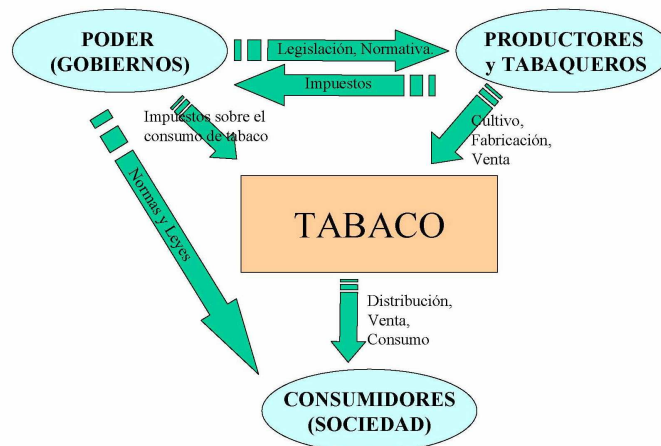 PODER
(GOBIERNOS)
Legislación, Normativa.
Impuestos
PRODUCTORES
y TABAQUEROS
Impuestos sobre el
consumo de tabaco
Cultivo,
Fabricación,
Venta
Normas y Leyes
TABACO
Distribución,
Venta,
Consumo
CONSUMIDORES
(SOCIEDAD)